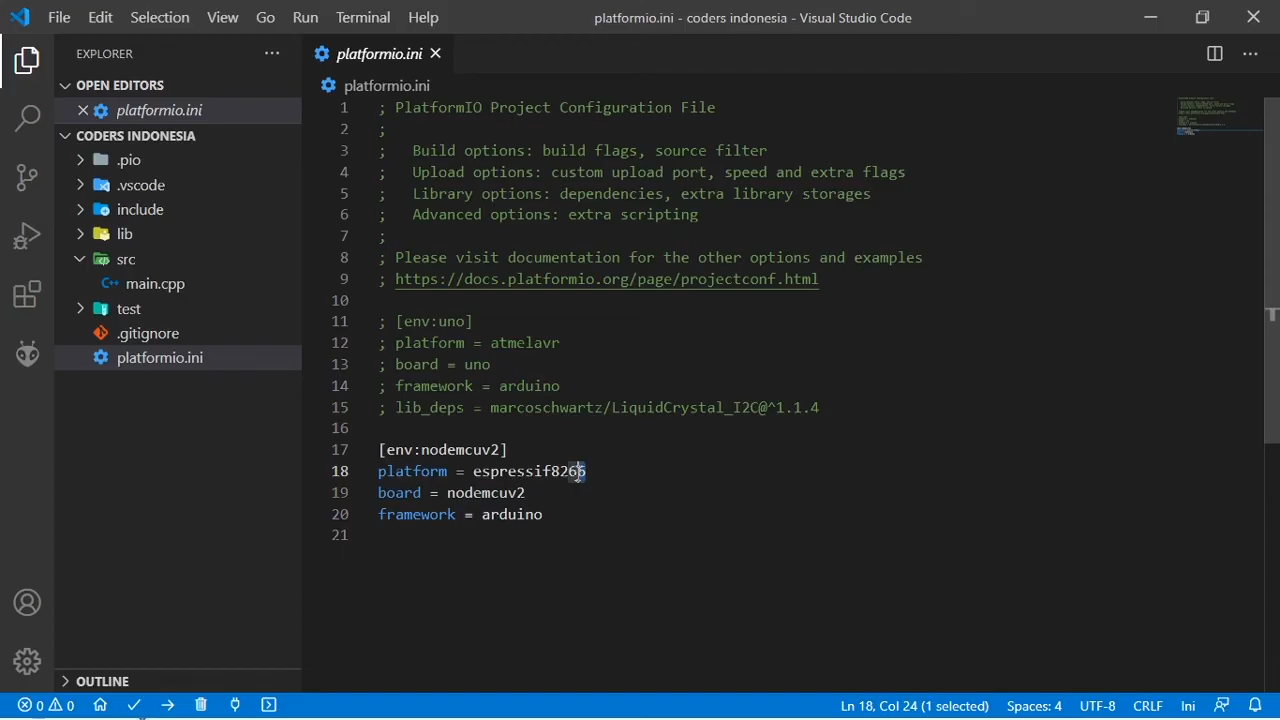 File Edit Selection View Go Run Terminal Help
platformio.ini - coders indonesia - Visual Studio Code
EXPLORER
OPEN EDITORS
platformio.ini
CODERS INDONESIA
.pio
.vscode
include
lib
src
main.cpp
test
.gitignore
platformio.ini
OUTLINE
platformio.ini
platformio.ini
1 ; PlatformIO Project Configuration File
2 ;
3 ;   Build options: build flags, source filter
4 ;   Upload options: custom upload port, speed and extra flags
5 ;   Library options: dependencies, extra library storages
6 ;   Advanced options: extra scripting
7 ;
8 ; Please visit documentation for the other options and examples
9 ; https://docs.platformio.org/page/projectconf.html
10
11 ; [env:uno]
12 ; platform = atmelavr
13 ; board = uno
14 ; framework = arduino
15 ; lib_deps = marcoschwartz/LiquidCrystal_I2C@^1.1.4
16
17 [env:nodemcuv2]
18 platform = espressif8266
19 board = nodemcuv2
20 framework = arduino
21
0 0 Ln 18, Col 24 (1 selected) Spaces: 4 UTF-8 CRLF Ini